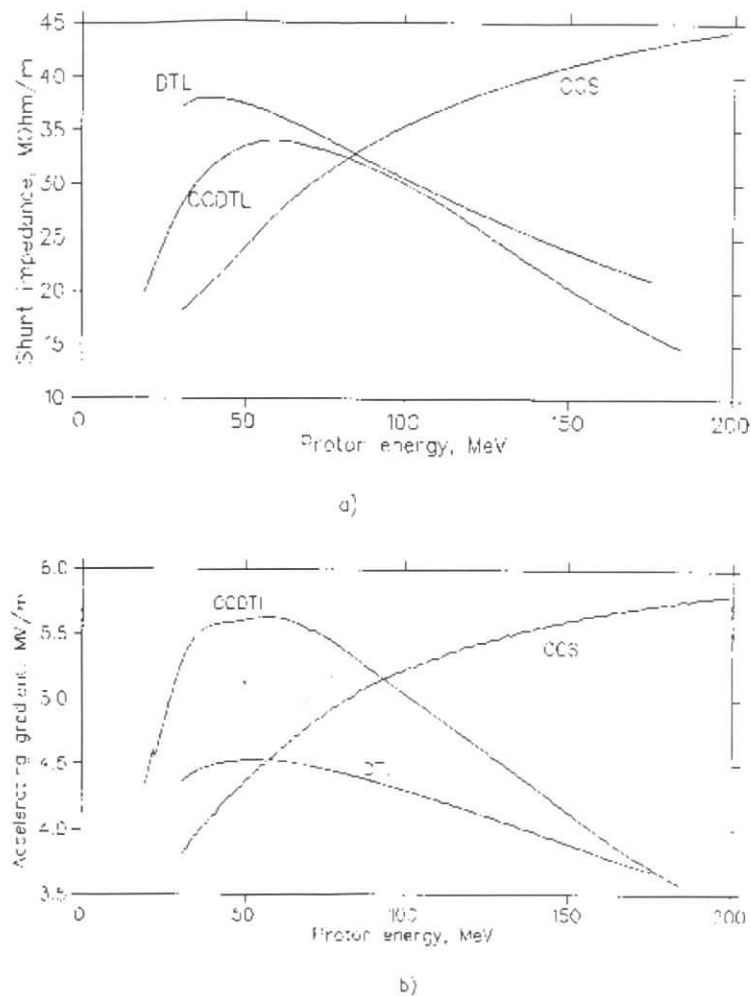 45
40
35
30
25
20
15
10
Shunt impedance, MOhm/m
DTL
CCS
CCDTL
0 50 100 150 200
Proton energy, MeV
a)
6.0
5.5
5.0
4.5
4.0
3.5
Accelerating gradient, MV/m
CCDTL
CCS
DTL
0 50 100 150 200
Proton energy, MeV
b)